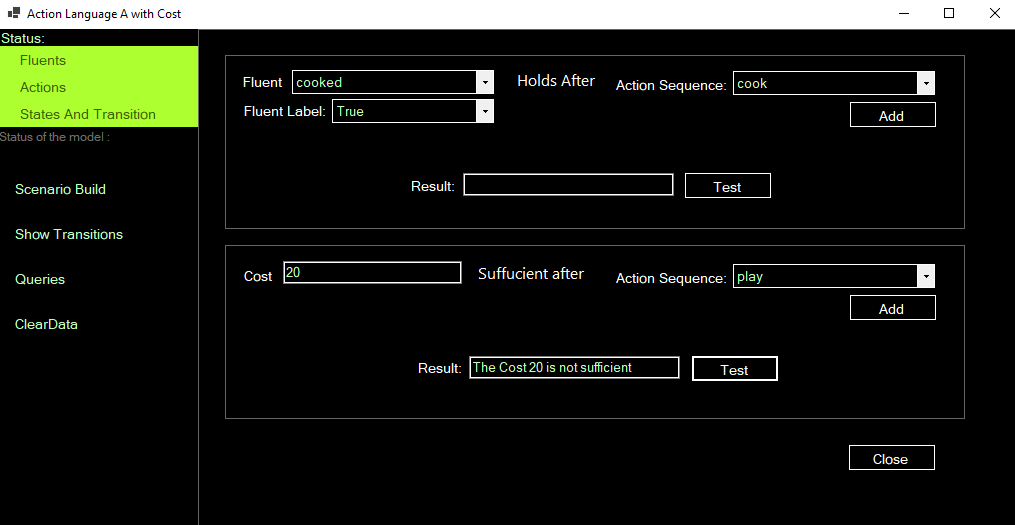 Action Language A with Cost
Status:
Fluents
Actions
States And Transition
Status of the model :
Scenario Build
Show Transitions
Queries
ClearData
Fluent cooked Holds After Action Sequence: cook
Fluent Label: True Add
Result: Test
Cost 20 Suffucient after Action Sequence: play
Add
Result: The Cost 20 is not sufficient Test
Close